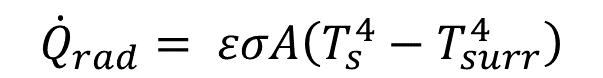 Q̇_rad = εσA(T_s^4 − T_surr^4)